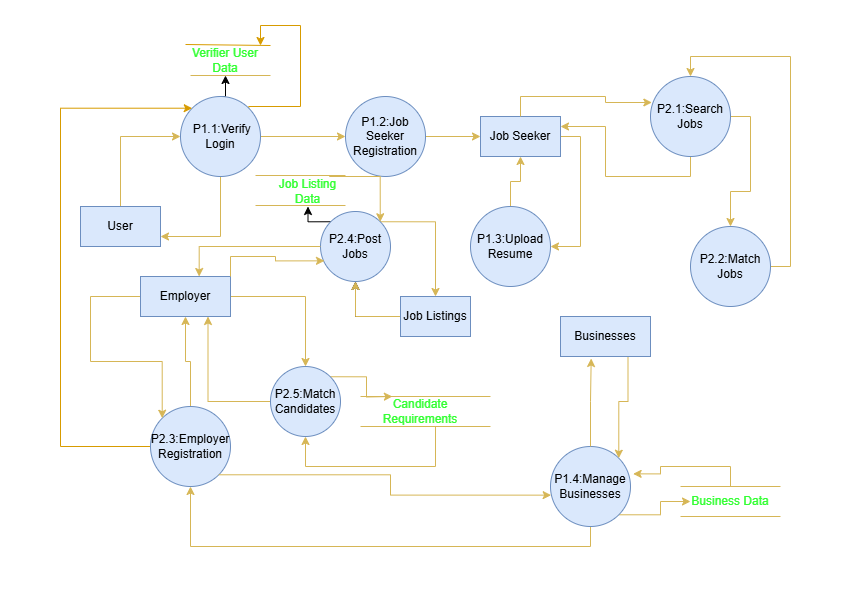 Verifier User
Data
P1.1:Verify
Login
P1.2:Job
Seeker
Registration
Job Seeker
P2.1:Search
Jobs
User
Job Listing
Data
P2.4:Post
Jobs
P1.3:Upload
Resume
P2.2:Match
Jobs
Employer
Job Listings
Businesses
P2.5:Match
Candidates
Candidate
Requirements
P2.3:Employer
Registration
P1.4:Manage
Businesses
Business Data